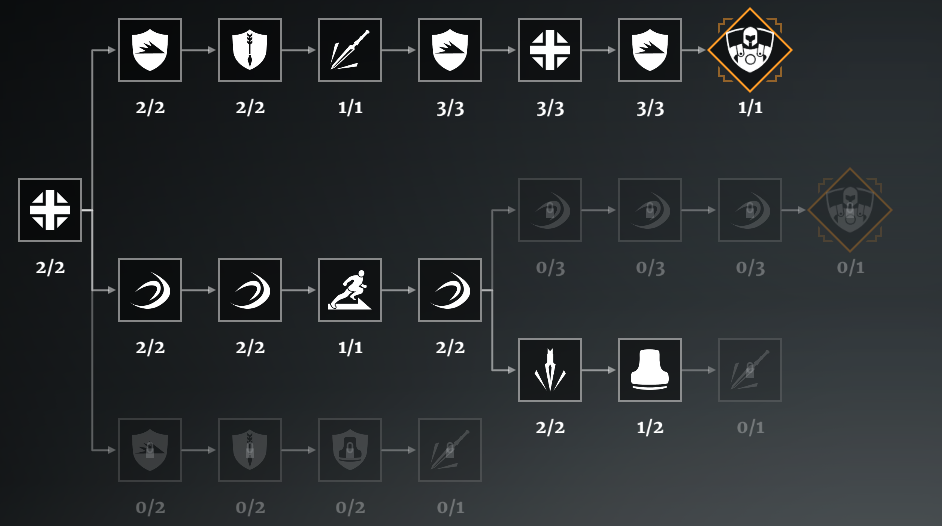 2/2 2/2 1/1 3/3 3/3 3/3 1/1
2/2 0/3 0/3 0/3 0/1
2/2 2/2 1/1 2/2
2/2 1/2 0/1
0/2 0/2 0/2 0/1